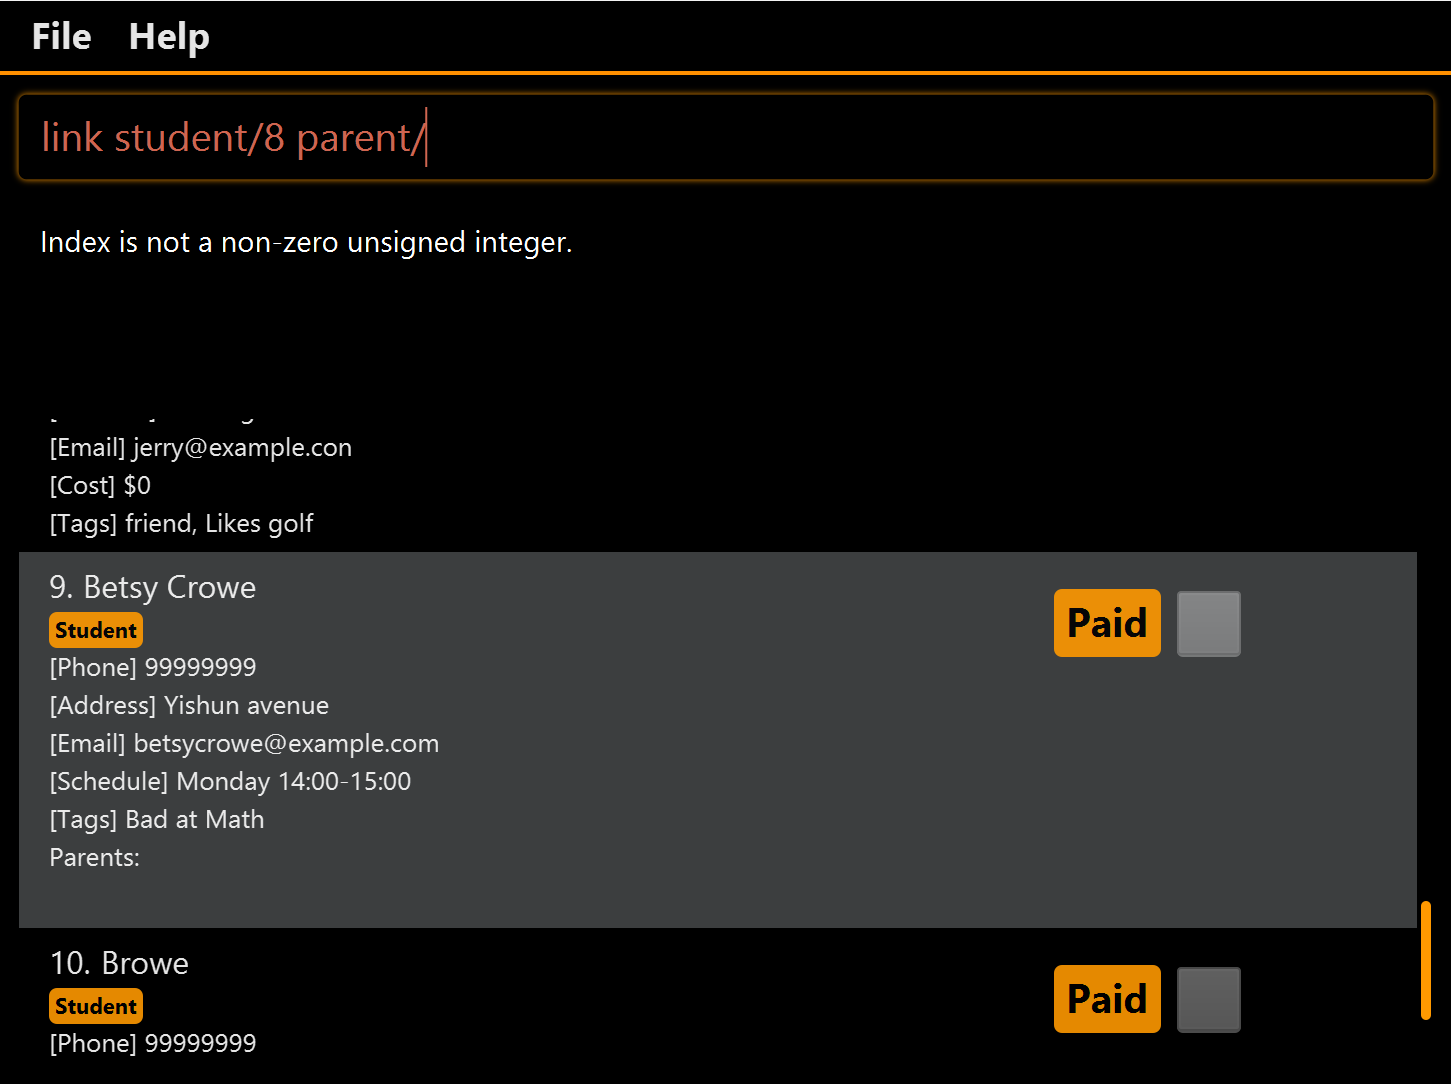 File Help
link student/8 parent/
Index is not a non-zero unsigned integer.
[Email] jerry@example.con
[Cost] $0
[Tags] friend, Likes golf
9. Betsy Crowe
Student
Paid
[Phone] 99999999
[Address] Yishun avenue
[Email] betsycrowe@example.com
[Schedule] Monday 14:00-15:00
[Tags] Bad at Math
Parents:
10. Browe
Student
Paid
[Phone] 99999999